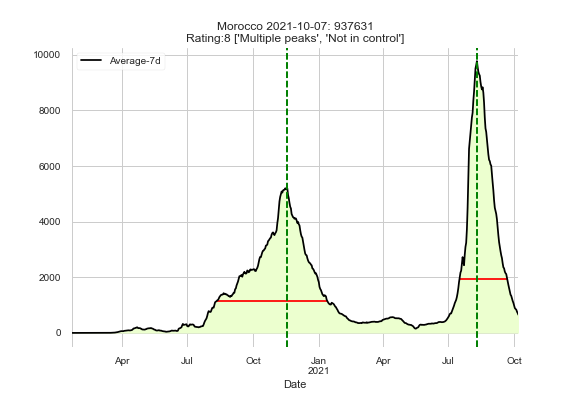 Morocco 2021-10-07: 937631
Rating:8 ['Multiple peaks', 'Not in control']
Average-7d
10000
8000
6000
4000
2000
0
Apr
Jul
Oct
Jan
2021
Apr
Jul
Oct
Date